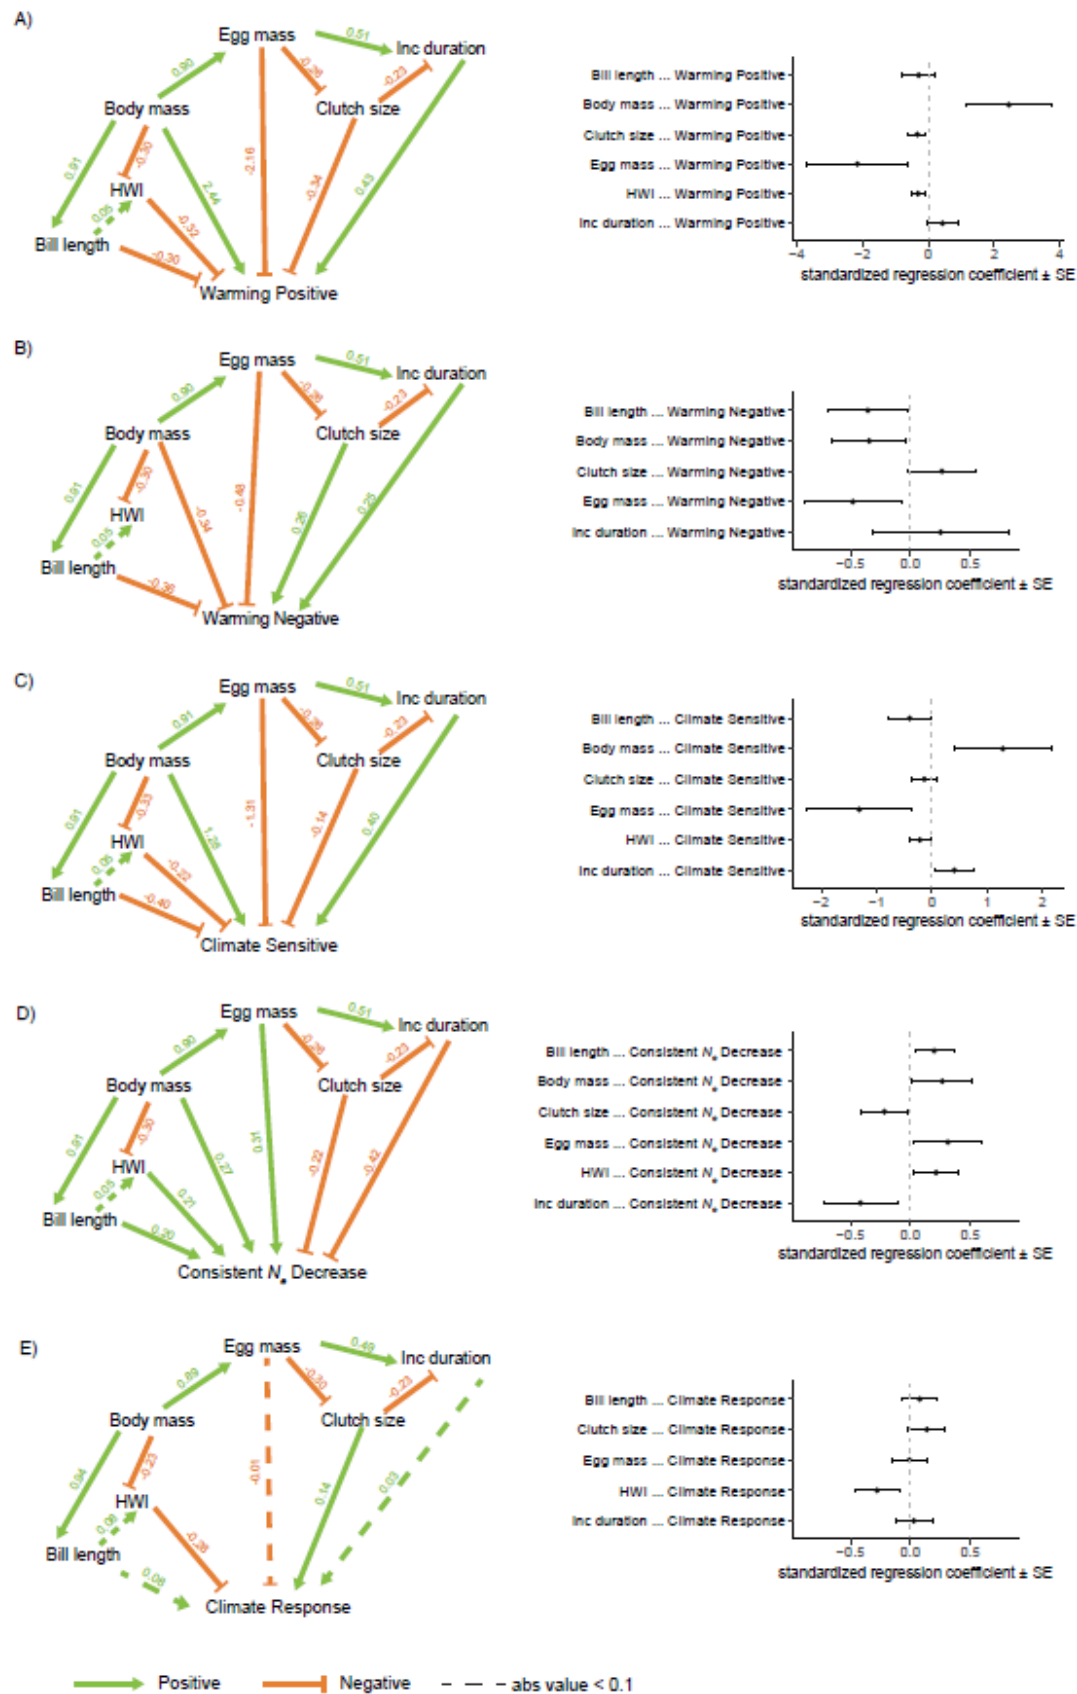 A)
Egg mass
0.51
Inc duration
0.90
-0.26
-0.23
Body mass
Clutch size
0.91
-0.30
HWI
2.44
-2.16
-0.34
0.43
0.05
-0.32
Bill length
-0.30
Warming Positive
Bill length ... Warming Positive
Body mass ... Warming Positive
Clutch size ... Warming Positive
Egg mass ... Warming Positive
HWI ... Warming Positive
Inc duration ... Warming Positive
−4 −2 0 2 4
standardized regression coefficient ± SE
B)
Egg mass
0.51
Inc duration
0.90
-0.26
-0.23
Body mass
Clutch size
0.91
-0.30
HWI
-0.34
-0.48
0.26
0.25
0.05
Bill length
-0.36
Warming Negative
Bill length ... Warming Negative
Body mass ... Warming Negative
Clutch size ... Warming Negative
Egg mass ... Warming Negative
Inc duration ... Warming Negative
−0.5 0.0 0.5
standardized regression coefficient ± SE
C)
Egg mass
0.51
Inc duration
0.91
-0.26
-0.23
Body mass
Clutch size
0.91
-0.33
HWI
1.28
-1.31
-0.14
0.40
0.06
-0.22
Bill length
-0.40
Climate Sensitive
Bill length ... Climate Sensitive
Body mass ... Climate Sensitive
Clutch size ... Climate Sensitive
Egg mass ... Climate Sensitive
HWI ... Climate Sensitive
Inc duration ... Climate Sensitive
−2 −1 0 1 2
standardized regression coefficient ± SE
D)
Egg mass
0.51
Inc duration
0.90
-0.26
-0.23
Body mass
Clutch size
0.91
-0.30
HWI
0.27
0.31
-0.22
-0.42
0.05
0.21
Bill length
0.20
Consistent Ne Decrease
Bill length ... Consistent Ne Decrease
Body mass ... Consistent Ne Decrease
Clutch size ... Consistent Ne Decrease
Egg mass ... Consistent Ne Decrease
HWI ... Consistent Ne Decrease
Inc duration ... Consistent Ne Decrease
−0.5 0.0 0.5
standardized regression coefficient ± SE
E)
Egg mass
0.49
Inc duration
0.89
-0.30
-0.23
Body mass
Clutch size
0.94
-0.23
HWI
-0.01
0.14
0.03
-0.28
Bill length
0.08
Climate Response
Bill length ... Climate Response
Clutch size ... Climate Response
Egg mass ... Climate Response
HWI ... Climate Response
Inc duration ... Climate Response
−0.5 0.0 0.5
standardized regression coefficient ± SE
Positive Negative abs value < 0.1